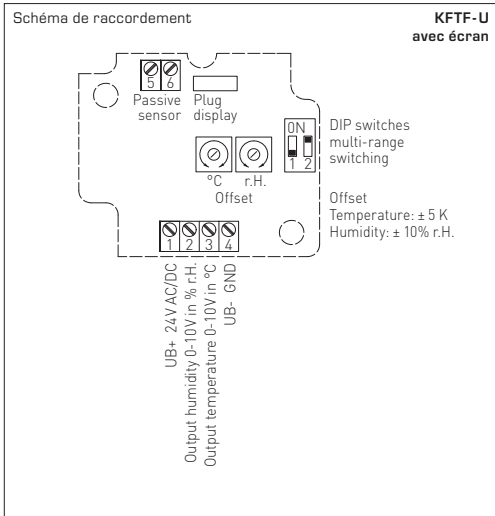 Schéma de raccordement
KFTF-U
avec écran
5 6
Passive
sensor
Plug
display
ON
1 2
DIP switches
multi-range
switching
°C r.H.
Offset
Offset
Temperature: ± 5 K
Humidity: ± 10% r.H.
1 2 3 4
UB+ 24V AC/DC
Output humidity 0-10V in % r.H.
Output temperature 0-10V in °C
UB- GND